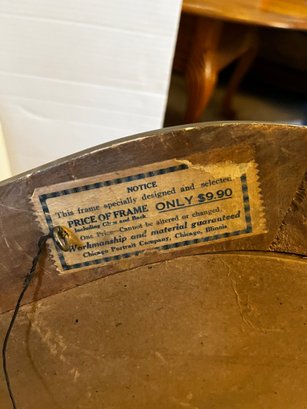 NOTICE
This frame specially designed and selected.
PRICE OF FRAME ONLY $9.90
Including Glass and Back.
One Price. Cannot be altered or changed.
Workmanship and material guaranteed
Chicago Portrait Company, Chicago, Illinois